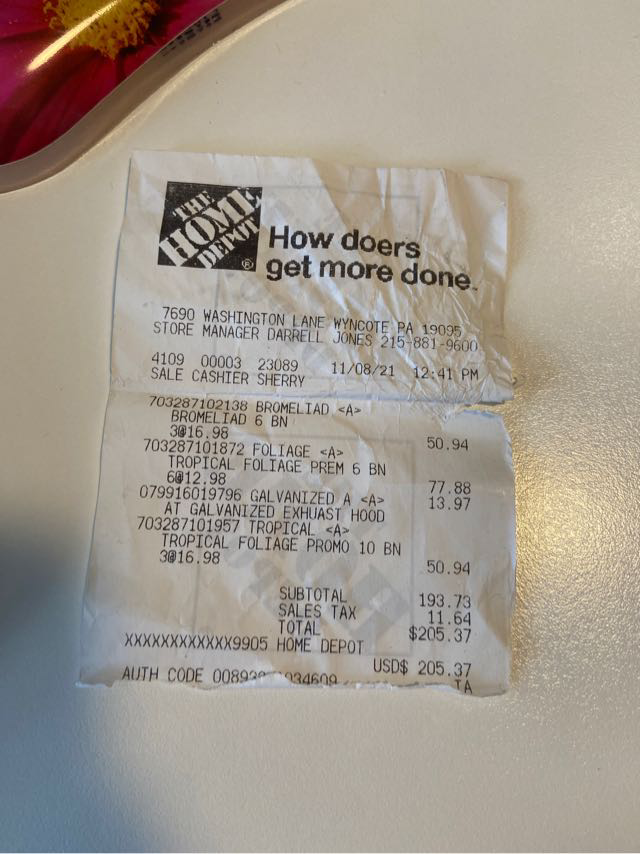 THE
HOME
DEPOT
®
How doers
get more done.
7690 WASHINGTON LANE WYNCOTE PA 19095
STORE MANAGER DARRELL JONES 215-881-9600
4109 00003 23089 11/08/21 12:41 PM
SALE CASHIER SHERRY
703287102138 BROMELIAD <A>
BROMELIAD 6 BN
3@16.98 50.94
703287101872 FOLIAGE <A>
TROPICAL FOLIAGE PREM 6 BN
6@12.98 77.88
079916019796 GALVANIZED A <A> 13.97
AT GALVANIZED EXHUAST HOOD
703287101957 TROPICAL <A>
TROPICAL FOLIAGE PROMO 10 BN
3@16.98 50.94
SUBTOTAL 193.73
SALES TAX 11.64
TOTAL $205.37
XXXXXXXXXXXX9905 HOME DEPOT
USD$ 205.37
AUTH CODE TA